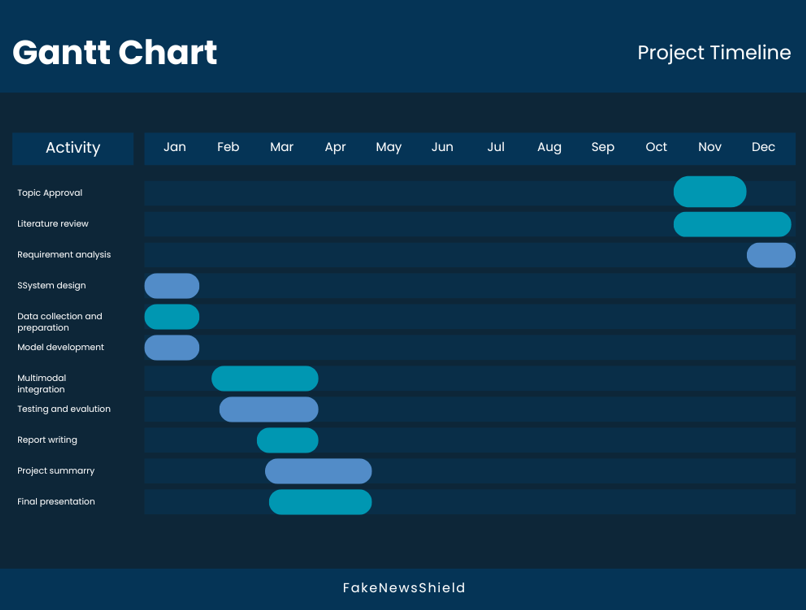 Gantt Chart
Project Timeline
Activity
Jan Feb Mar Apr May Jun Jul Aug Sep Oct Nov Dec
Topic Approval
Literature review
Requirement analysis
SSystem design
Data collection and
preparation
Model development
Multimodal
integration
Testing and evalution
Report writing
Project summarry
Final presentation
FakeNewsShield